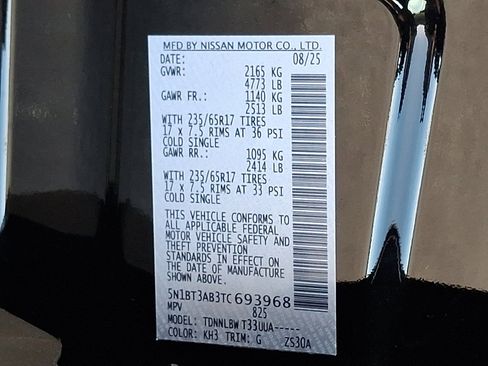 MFD BY NISSAN MOTOR CO., LTD.
DATE: 08/25
GVWR: 2165 KG
4773 LB
GAWR FR.: 1140 KG
2513 LB
WITH 235/65R17 TIRES
17 x 7.5 RIMS AT 36 PSI
COLD SINGLE
GAWR RR.: 1095 KG
2414 LB
WITH 235/65R17 TIRES
17 x 7.5 RIMS AT 33 PSI
COLD SINGLE
THIS VEHICLE CONFORMS TO
ALL APPLICABLE FEDERAL
MOTOR VEHICLE SAFETY AND
THEFT PREVENTION
STANDARDS IN EFFECT ON
THE DATE OF MANUFACTURE
SHOWN ABOVE.
5N1BT3AB3TC693968
MPV 825
MODEL: TDNNLBW T33UUA-----
COLOR: KH3 TRIM: G ZS30A